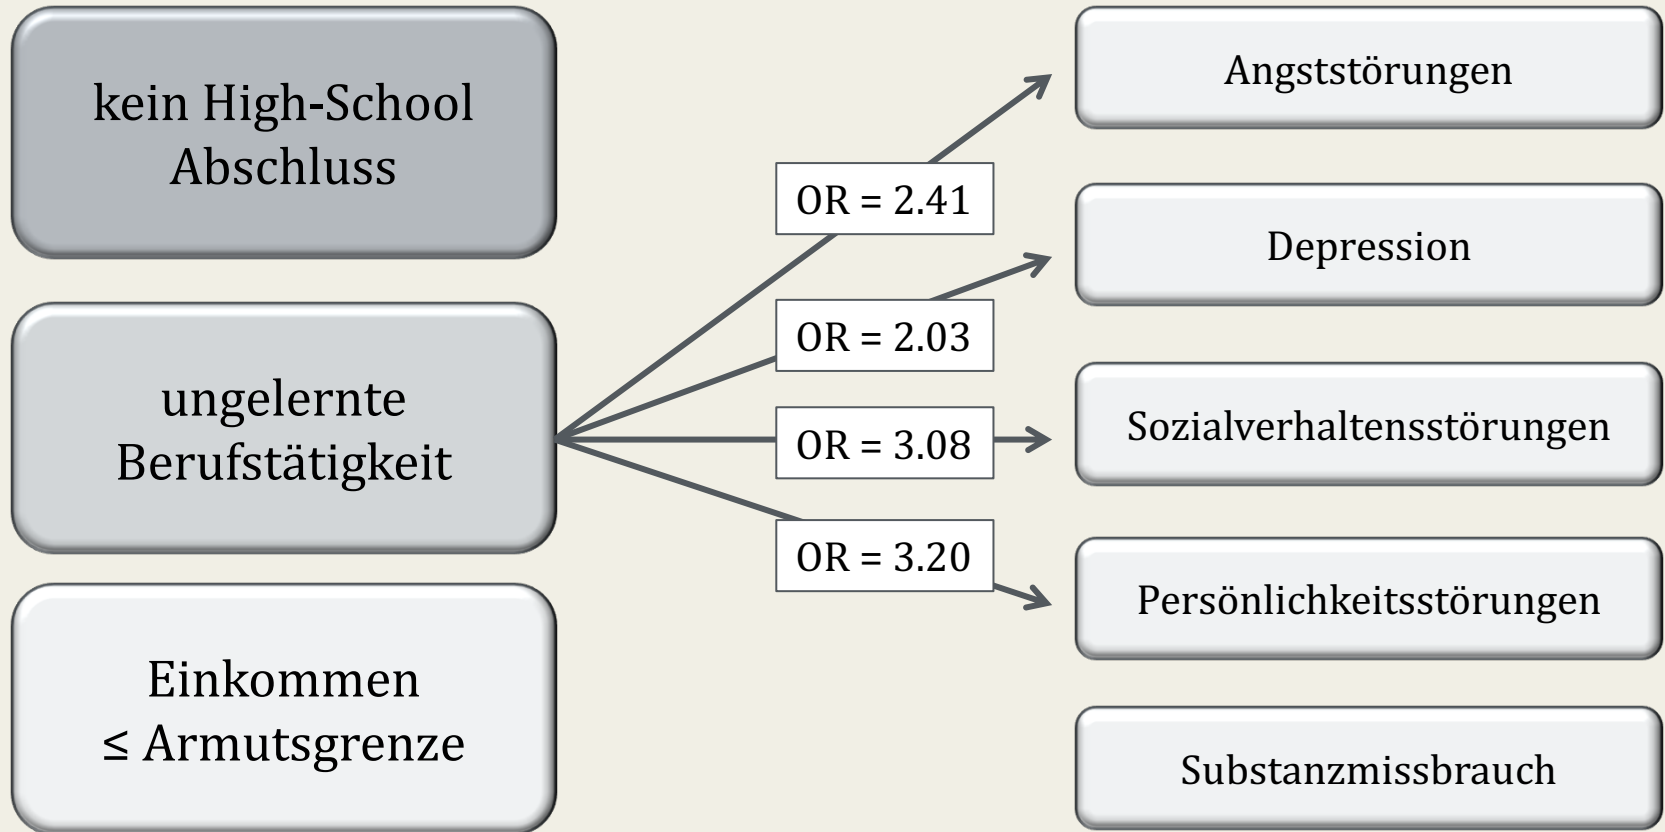 kein High-School
Abschluss
ungelernte
Berufstätigkeit
Einkommen
≤ Armutsgrenze
OR = 2.41
OR = 2.03
OR = 3.08
OR = 3.20
Angststörungen
Depression
Sozialverhaltensstörungen
Persönlichkeitsstörungen
Substanzmissbrauch